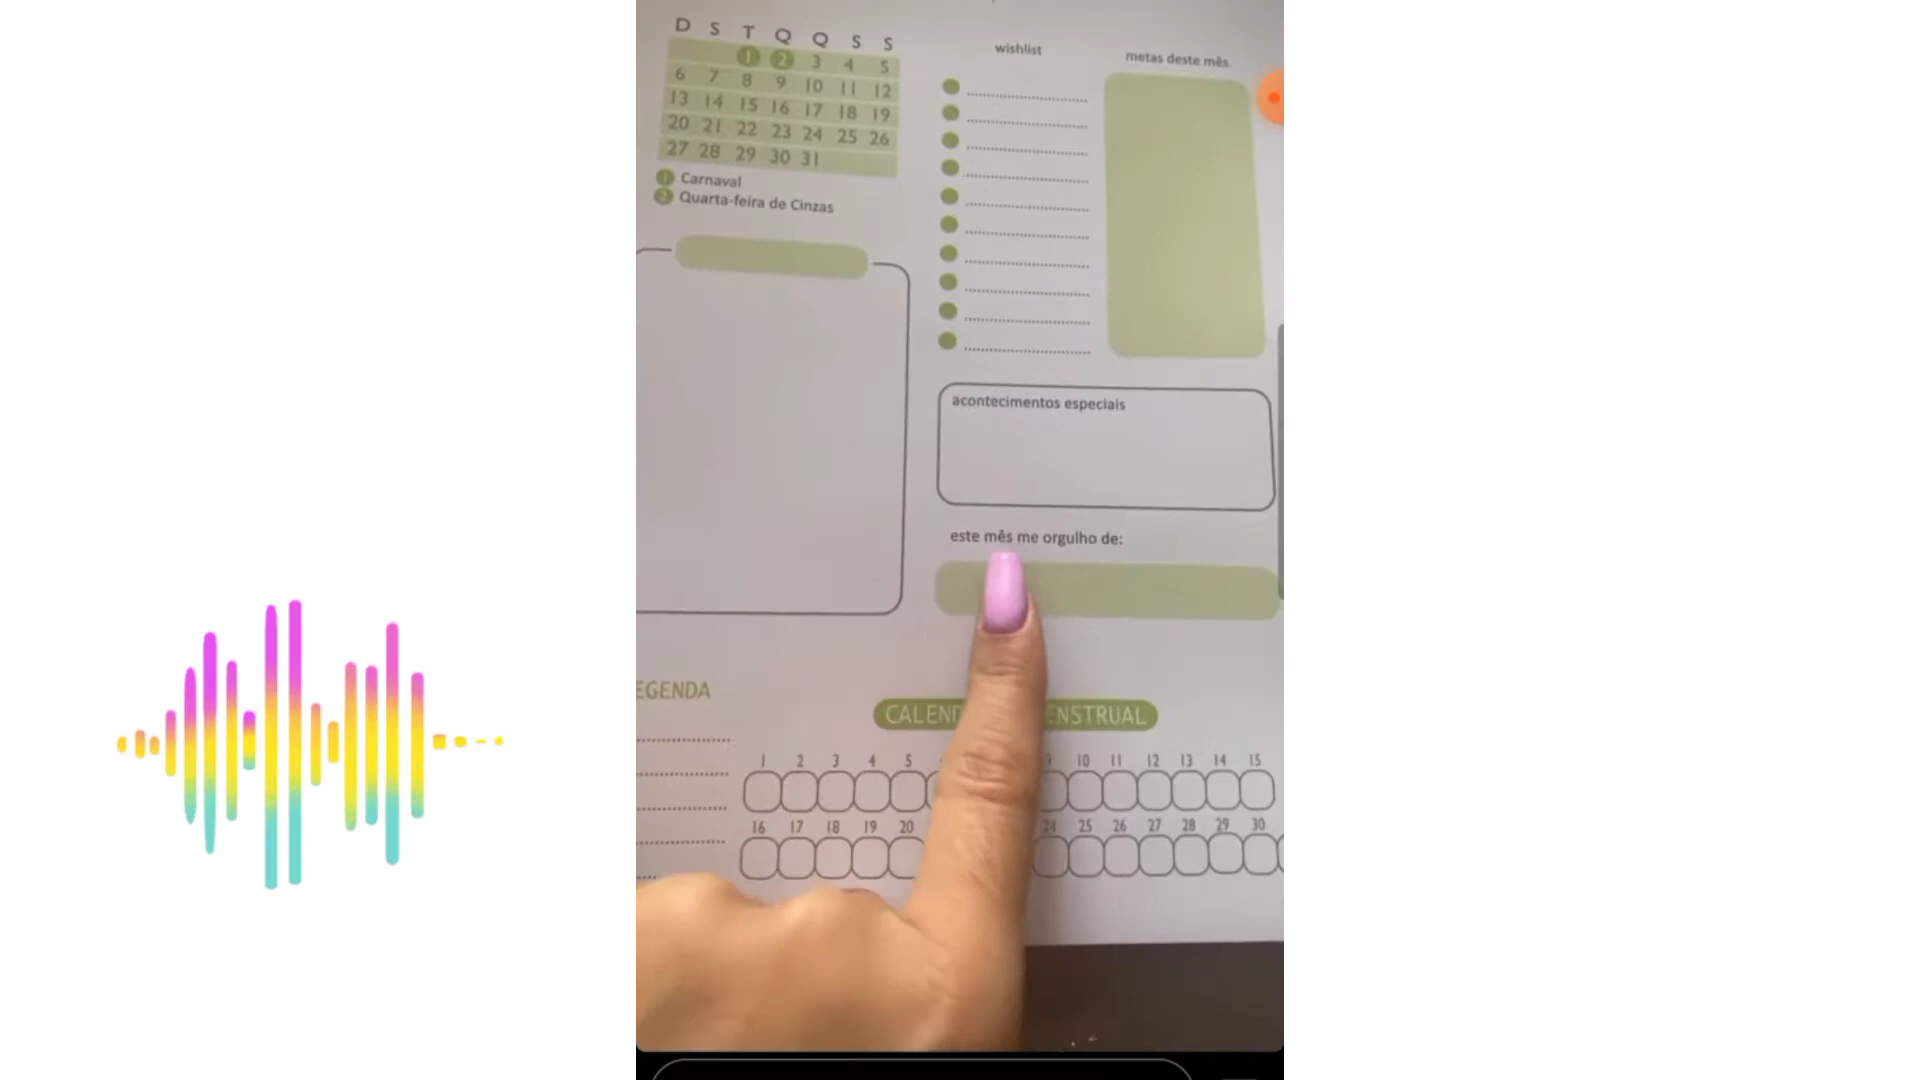 D S T Q Q S S
1 2 3 4 5
6 7 8 9 10 11 12
13 14 15 16 17 18 19
20 21 22 23 24 25 26
27 28 29 30 31
1 Carnaval
2 Quarta-feira de Cinzas
wishlist
metas deste mês
acontecimentos especiais
este mês me orgulho de:
EGENDA
CALEND ENSTRUAL
1 2 3 4 5 9 10 11 12 13 14 15
16 17 18 19 20 24 25 26 27 28 29 30